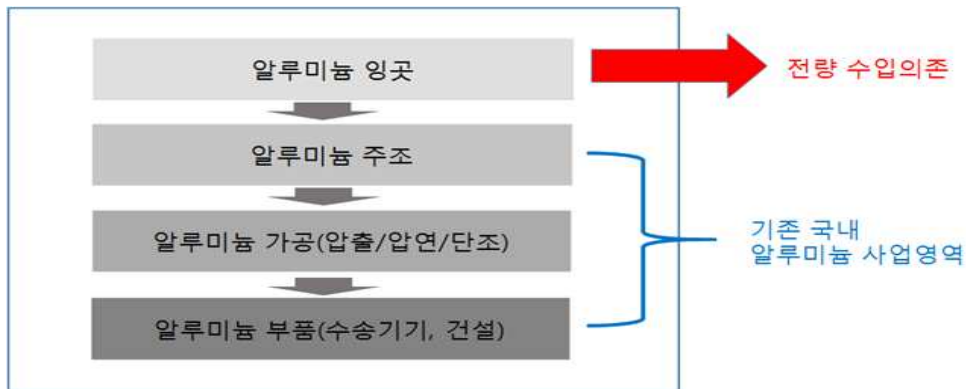 알루미늄 잉곳
전량 수입의존
알루미늄 주조
알루미늄 가공(압출/압연/단조)
기존 국내
알루미늄 사업영역
알루미늄 부품(수송기기, 건설)